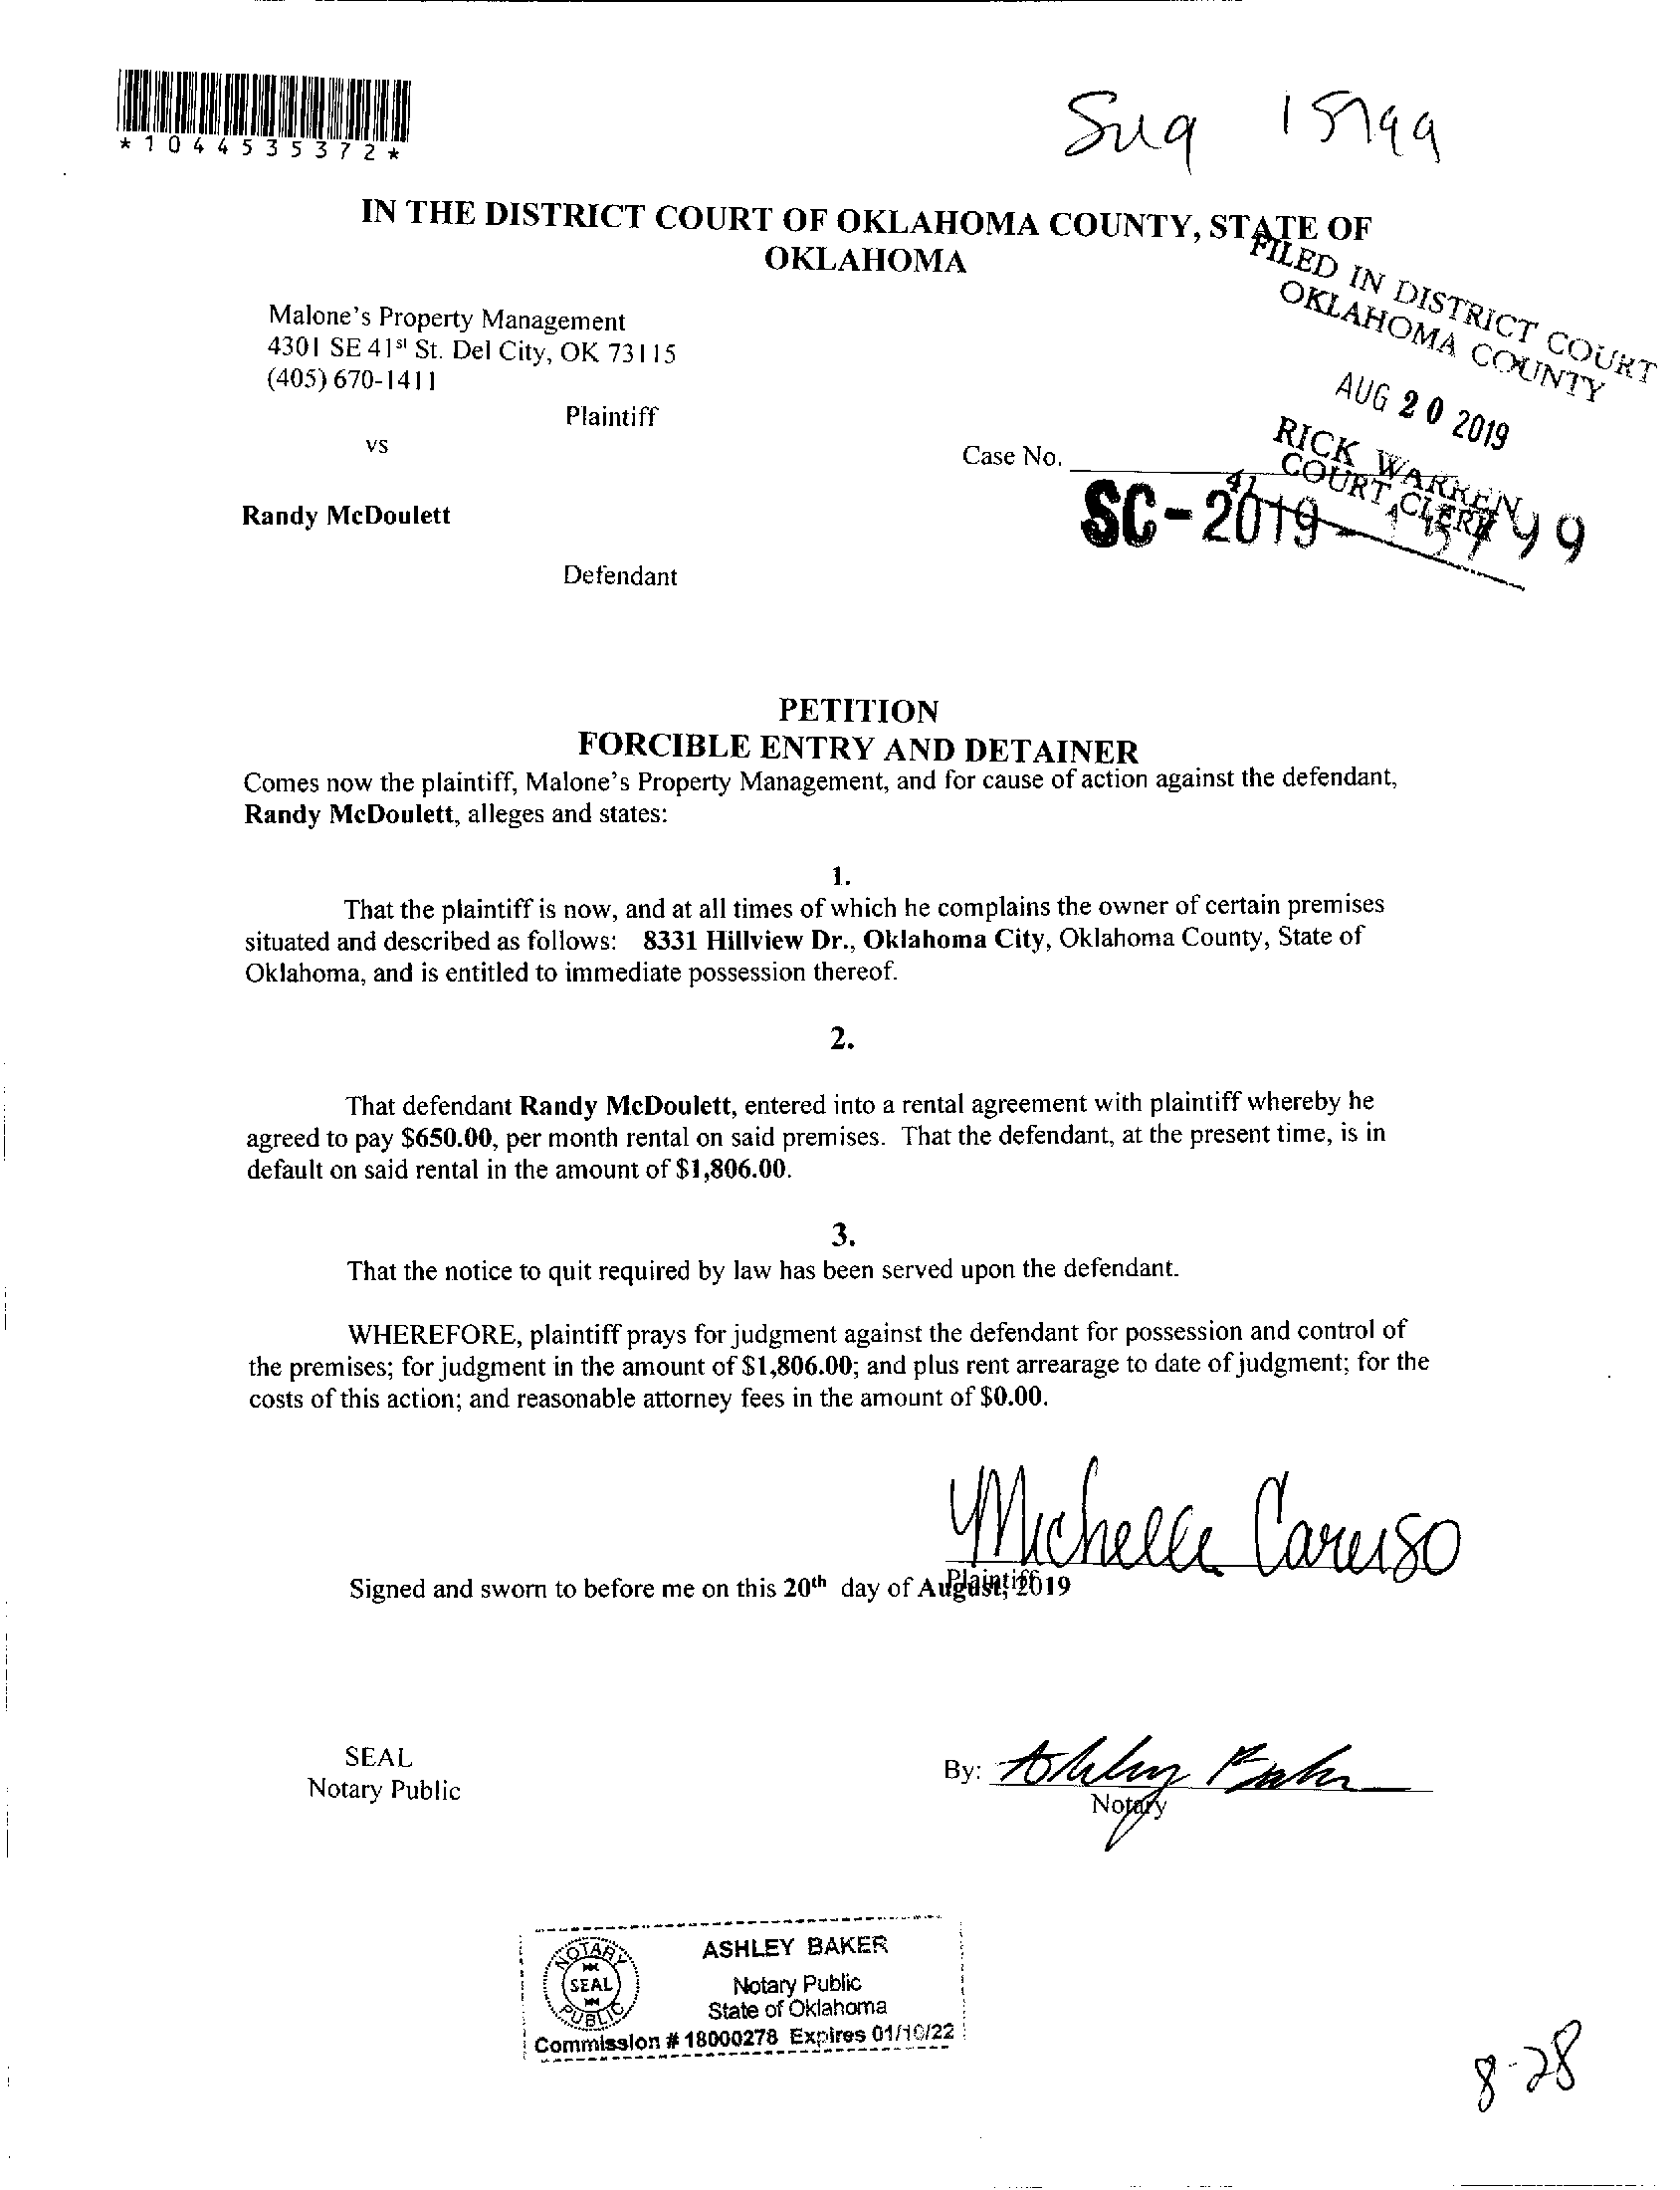 *1044535372*
IN THE DISTRICT COURT OF OKLAHOMA COUNTY, STATE OF
OKLAHOMA
FILED IN DISTRICT COURT
OKLAHOMA COUNTY
AUG 20 2019
RICK WARREN
COURT CLERK
41
Malone's Property Management
4301 SE 41st St. Del City, OK 73115
(405) 670-1411
Plaintiff
vs
Case No.
SC-2019-15799
Randy McDoulett
Defendant
PETITION
FORCIBLE ENTRY AND DETAINER
Comes now the plaintiff, Malone's Property Management, and for cause of action against the defendant,
Randy McDoulett, alleges and states:
1.
That the plaintiff is now, and at all times of which he complains the owner of certain premises
situated and described as follows: 8331 Hillview Dr., Oklahoma City, Oklahoma County, State of
Oklahoma, and is entitled to immediate possession thereof.
2.
That defendant Randy McDoulett, entered into a rental agreement with plaintiff whereby he
agreed to pay $650.00, per month rental on said premises. That the defendant, at the present time, is in
default on said rental in the amount of $1,806.00.
3.
That the notice to quit required by law has been served upon the defendant.
WHEREFORE, plaintiff prays for judgment against the defendant for possession and control of
the premises; for judgment in the amount of $1,806.00; and plus rent arrearage to date of judgment; for the
costs of this action; and reasonable attorney fees in the amount of $0.00.
Michelle Caruso
Plaintiff
Signed and sworn to before me on this 20th day of August, 2019
SEAL
Notary Public
By: Ashley Baker
Notary
NOTARY
SEAL
PUBLIC
ASHLEY BAKER
Notary Public
State of Oklahoma
Commission # 18000278 Expires 01/10/22
8-28